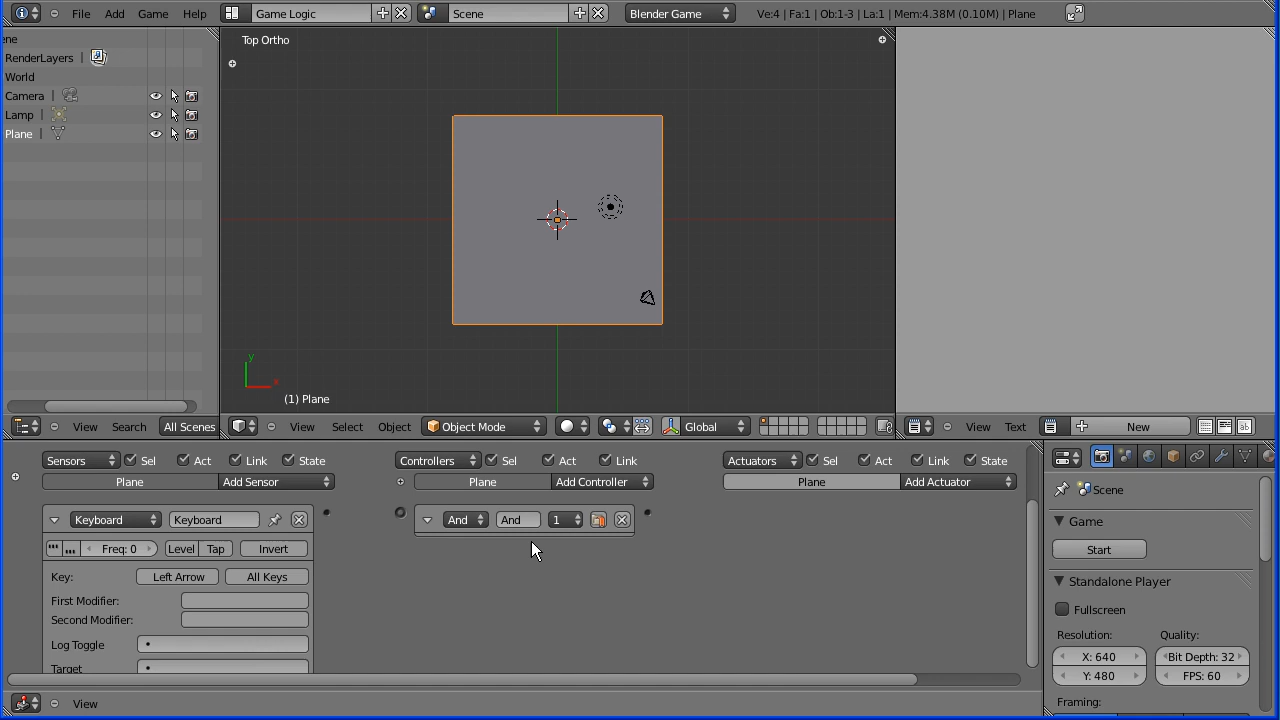 File Add Game Help Game Logic Scene Blender Game Ve:4 | Fa:1 | Ob:1-3 | La:1 | Mem:4.38M (0.10M) | Plane
ene
RenderLayers |
World
Camera |
Lamp |
Plane |
Top Ortho
y
x
(1) Plane
View Search All Scenes
View Select Object Object Mode Global
View Text New
Sensors Sel Act Link State
Plane Add Sensor
Keyboard Keyboard
Freq: 0 Level Tap Invert
Key: Left Arrow All Keys
First Modifier:
Second Modifier:
Log Toggle
Target
Controllers Sel Act Link
Plane Add Controller
And And 1
Actuators Sel Act Link State
Plane Add Actuator
Scene
Game
Start
Standalone Player
Fullscreen
Resolution: Quality:
X: 640 Bit Depth: 32
Y: 480 FPS: 60
Framing:
View